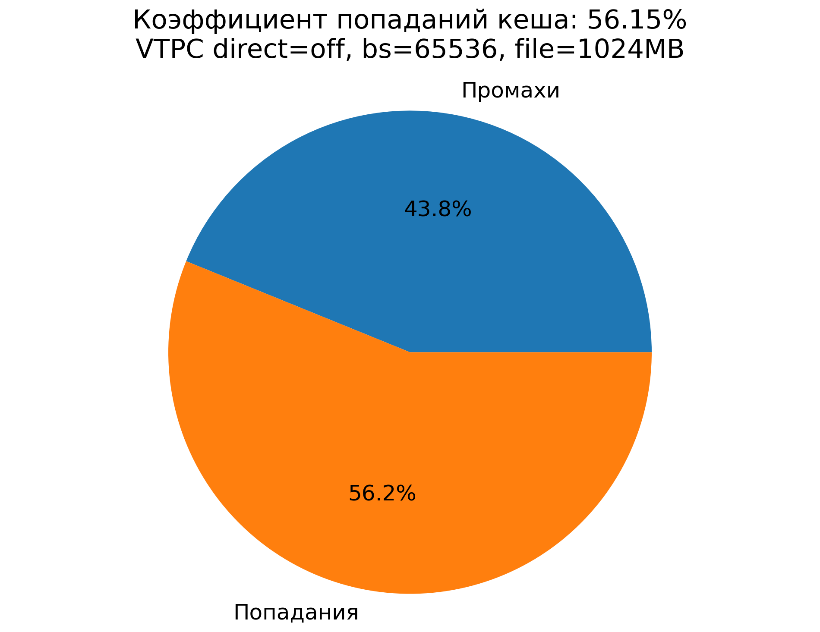 Коэффициент попаданий кеша: 56.15%
VTPC direct=off, bs=65536, file=1024MB
Промахи
43.8%
56.2%
Попадания